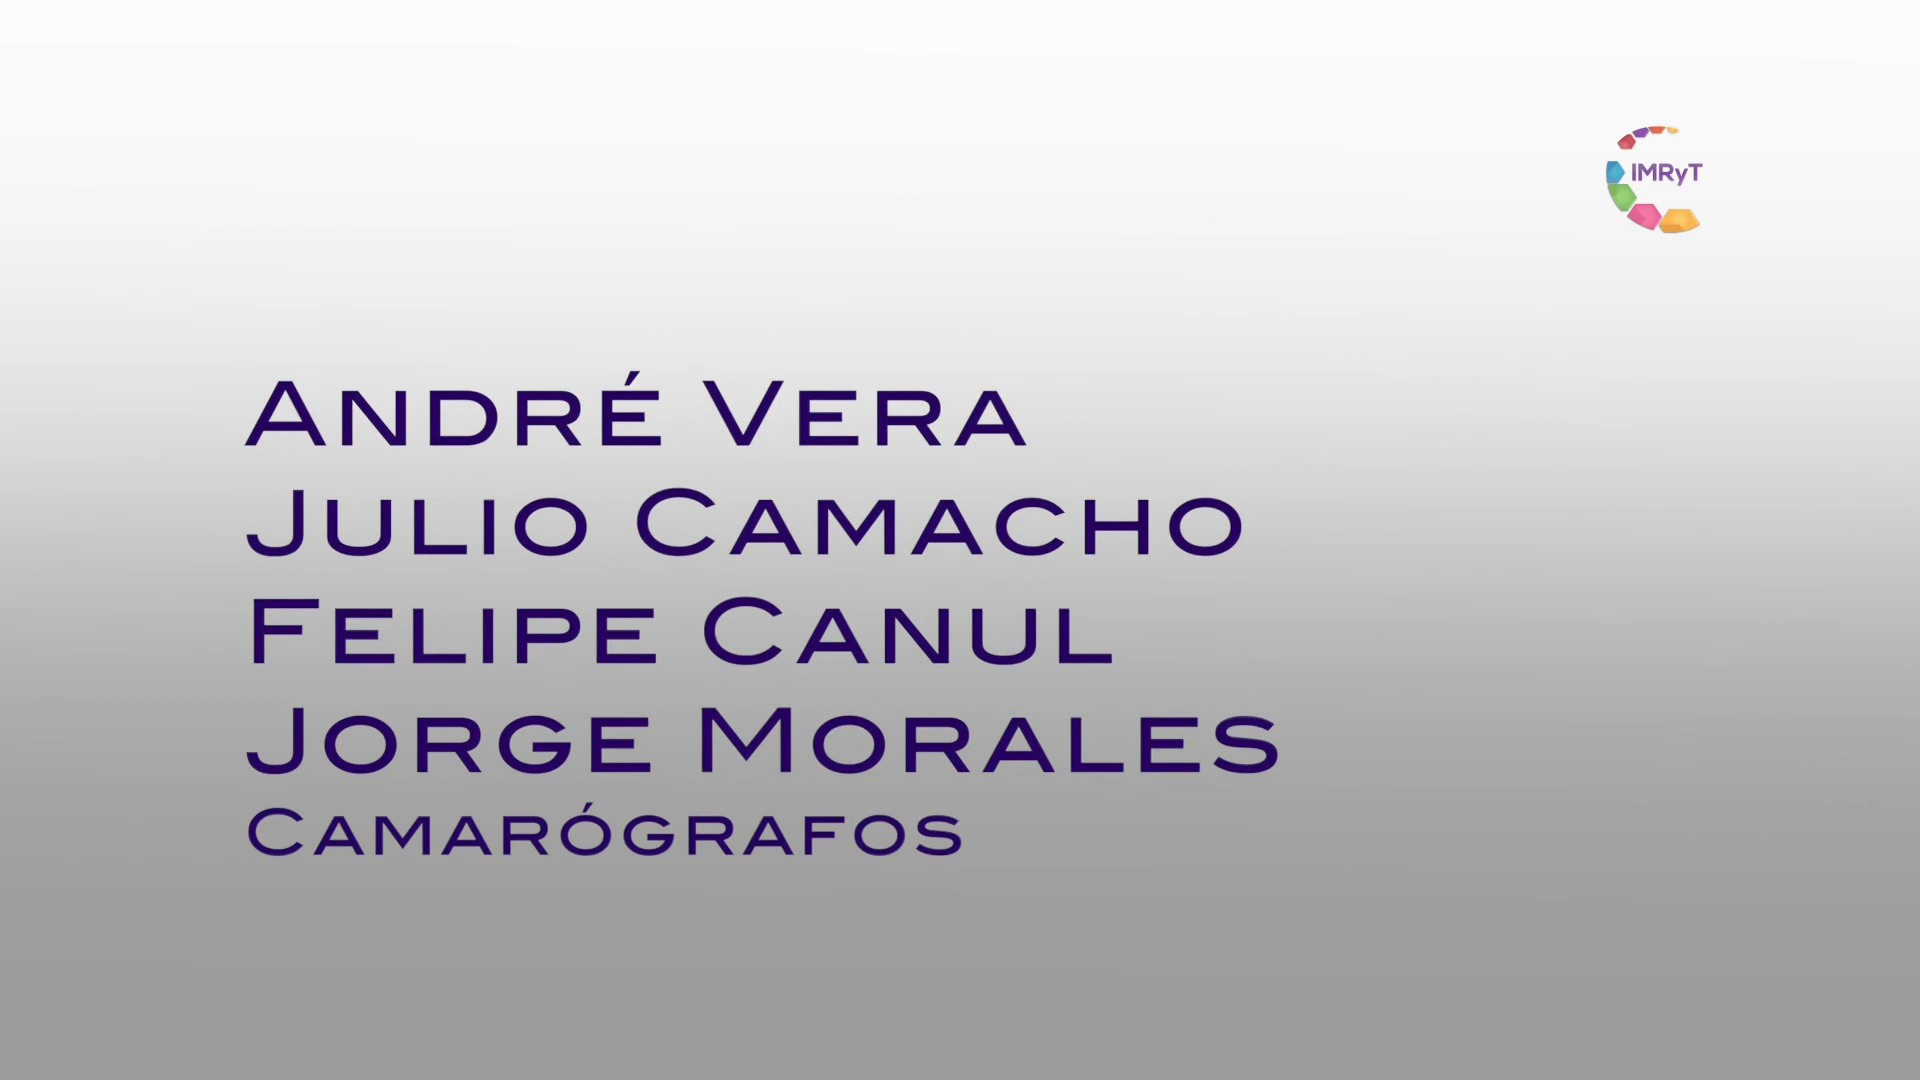 IMRyT
André Vera
Julio Camacho
Felipe Canul
Jorge Morales
Camarógrafos